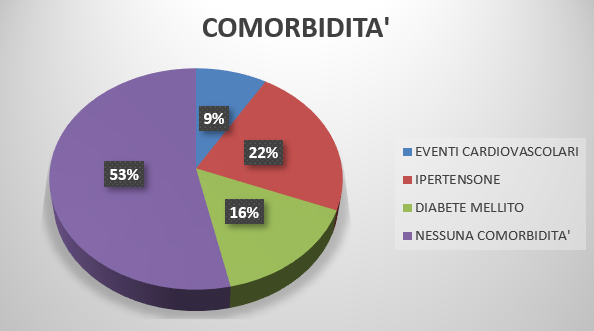 COMORBIDITA'
9%
22%
16%
53%
EVENTI CARDIOVASCOLARI
IPERTENSONE
DIABETE MELLITO
NESSUNA COMORBIDITA'